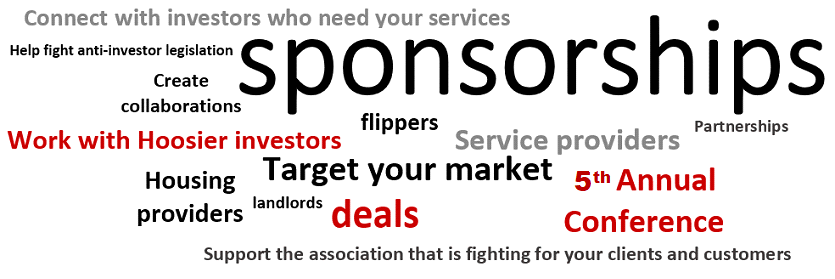 Connect with investors who need your services
sponsorships
Help fight anti-investor legislation
Create
collaborations
flippers
Partnerships
Work with Hoosier investors
Service providers
Target your market
5th Annual
Conference
Housing
providers
landlords
deals
Support the association that is fighting for your clients and customers